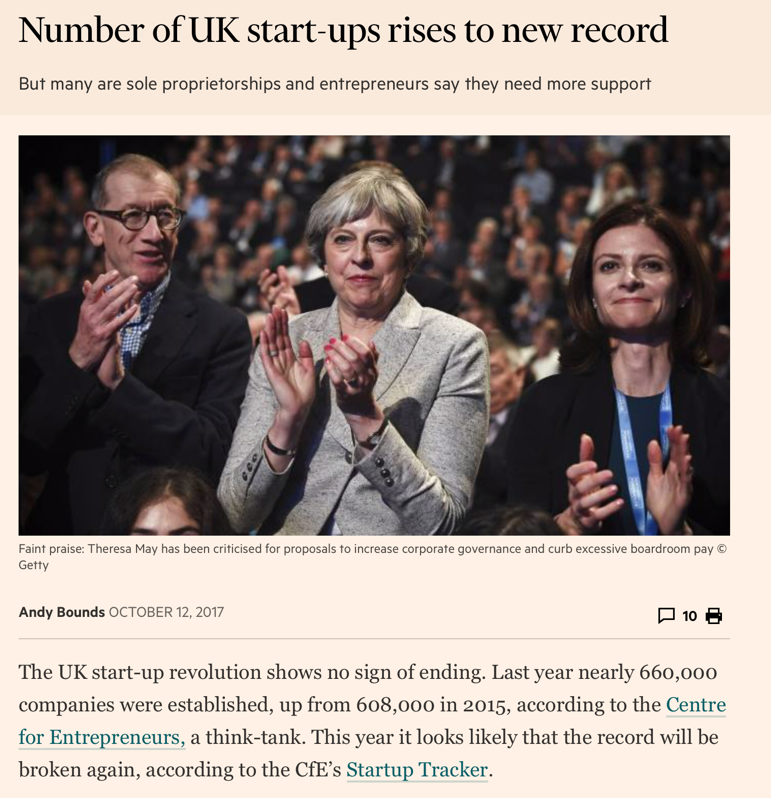 Number of UK start-ups rises to new record
But many are sole proprietorships and entrepreneurs say they need more support
Faint praise: Theresa May has been criticised for proposals to increase corporate governance and curb excessive boardroom pay ©
Getty
Andy Bounds OCTOBER 12, 2017
10
The UK start-up revolution shows no sign of ending. Last year nearly 660,000
companies were established, up from 608,000 in 2015, according to the Centre
for Entrepreneurs, a think-tank. This year it looks likely that the record will be
broken again, according to the CfE’s Startup Tracker.